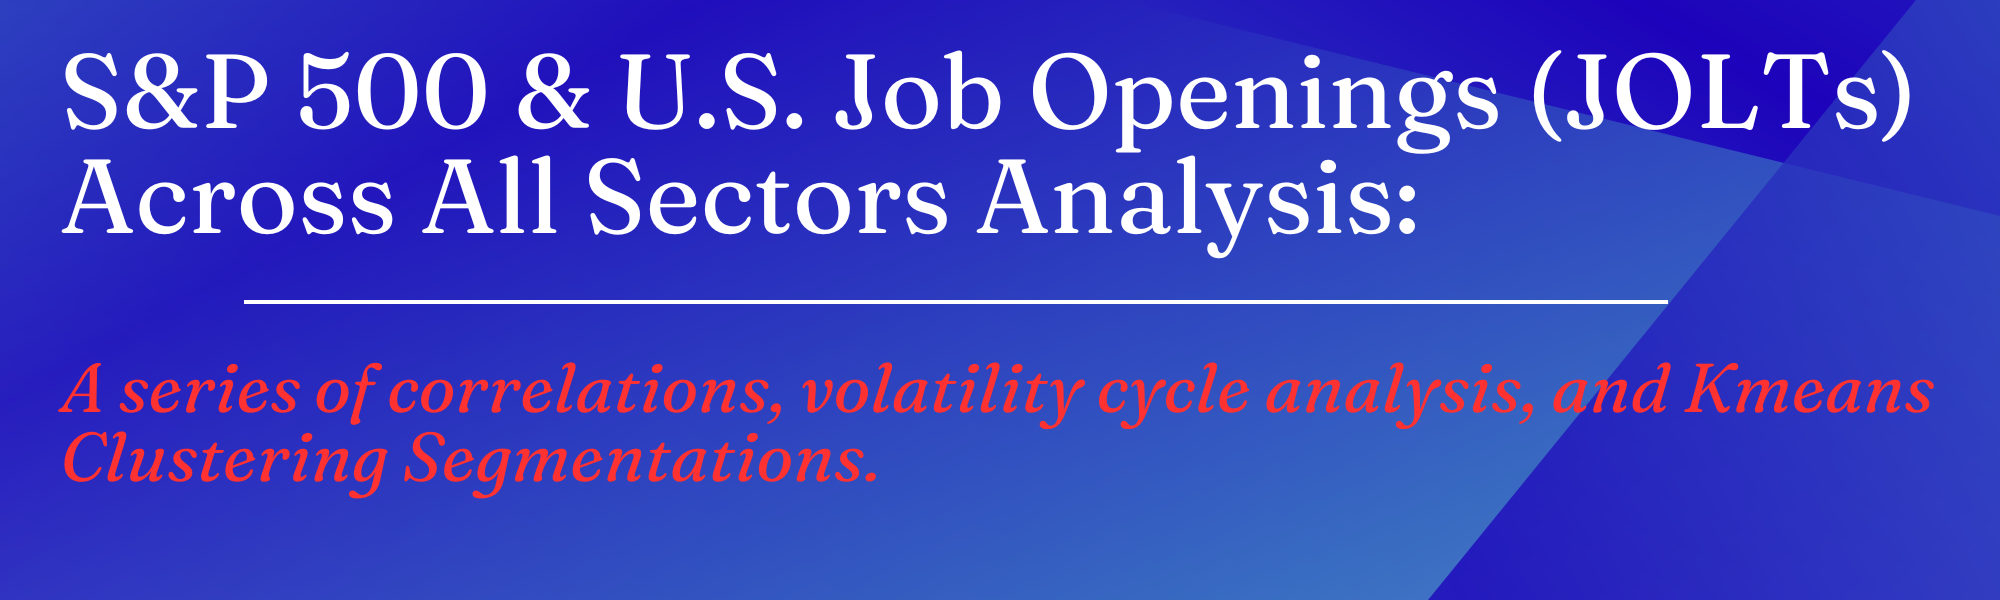 S&P 500 & U.S. Job Openings (JOLTs)
Across All Sectors Analysis:
A series of correlations, volatility cycle analysis, and Kmeans
Clustering Segmentations.